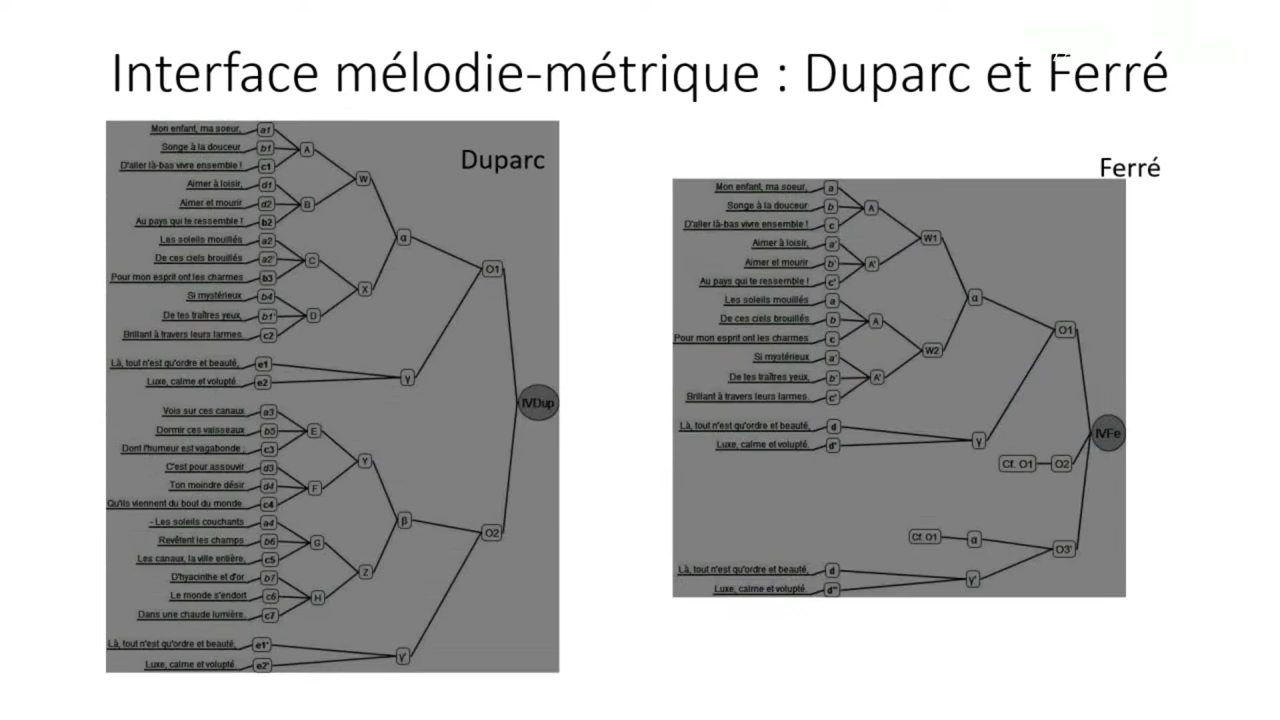 Interface mélodie-métrique : Duparc et Ferré
Duparc
Mon enfant, ma soeur, a1
Songe à la douceur b1
D'aller là-bas vivre ensemble ! c1
A
Aimer à loisir, d1
Aimer et mourir d2
Au pays qui te ressemble ! b2
B
W
Les soleils mouillés a2
De ces ciels brouillés a2'
Pour mon esprit ont les charmes b3
C
Si mystérieux b4
De tes traîtres yeux, b1'
Brillant à travers leurs larmes. c2
D
X
α
Là, tout n'est qu'ordre et beauté, e1
Luxe, calme et volupté. e2
γ
O1
Vois sur ces canaux a3
Dormir ces vaisseaux b5
Dont l'humeur est vagabonde ; c3
E
C'est pour assouvir d3
Ton moindre désir d4
Qu'ils viennent du bout du monde. c4
F
Y
- Les soleils couchants a4
Revêtent les champs b6
Les canaux, la ville entière, c5
G
D'hyacinthe et d'or b7
Le monde s'endort c6
Dans une chaude lumière. c7
H
Z
β
Là, tout n'est qu'ordre et beauté, e1'
Luxe, calme et volupté. e2'
γ'
O2
IVDup
Ferré
Mon enfant, ma soeur, a
Songe à la douceur b
D'aller là-bas vivre ensemble ! c
A
Aimer à loisir, a'
Aimer et mourir b'
Au pays qui te ressemble ! c'
A'
W1
Les soleils mouillés a
De ces ciels brouillés b
Pour mon esprit ont les charmes c
A
Si mystérieux a'
De tes traîtres yeux, b'
Brillant à travers leurs larmes. c'
A'
W2
α
Là, tout n'est qu'ordre et beauté, d
Luxe, calme et volupté. d'
γ
O1
Cf. O1 O2
Cf. O1 α
Là, tout n'est qu'ordre et beauté, d
Luxe, calme et volupté. d''
γ'
O3'
IVFe